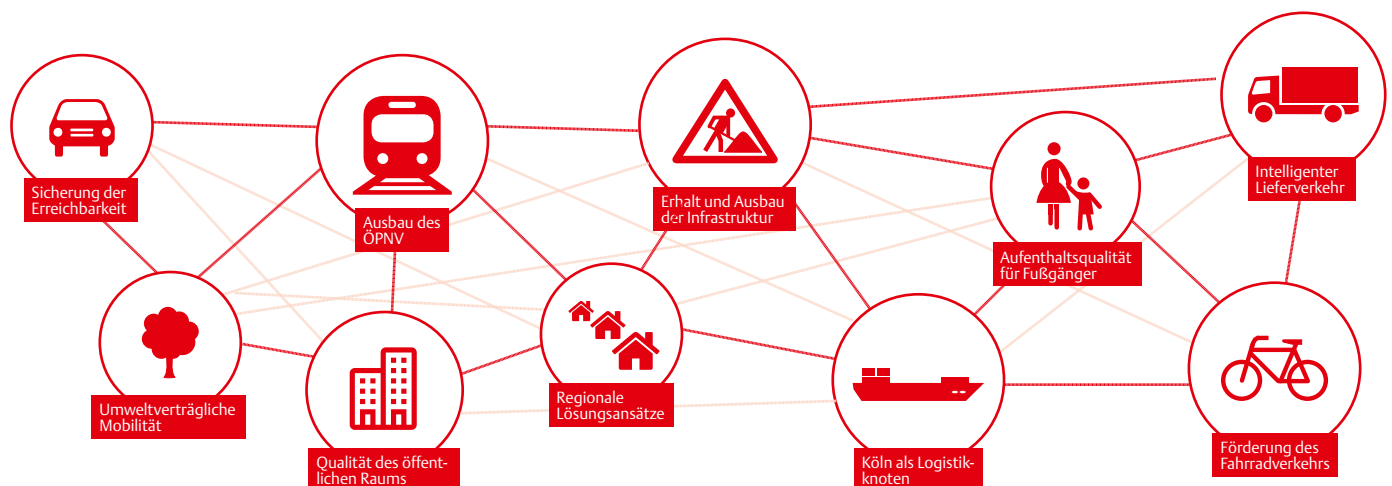 Sicherung der
Erreichbarkeit
Ausbau des
ÖPNV
Erhalt und Ausbau
der Infrastruktur
Aufenthaltsqualität
für Fußgänger
Intelligenter
Lieferverkehr
Umweltverträgliche
Mobilität
Qualität des öffent-
lichen Raums
Regionale
Lösungsansätze
Köln als Logistik-
knoten
Förderung des
Fahrradverkehrs